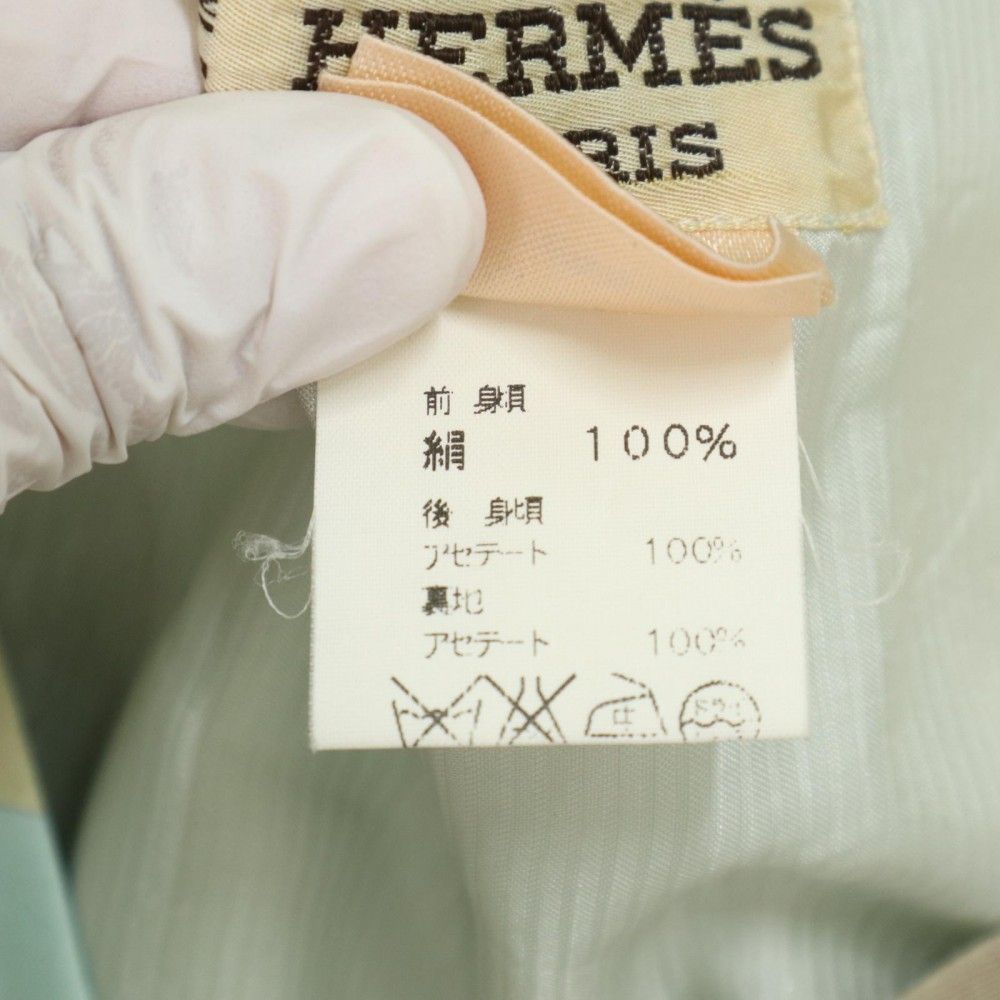 HERMÈS
RIS
前 身頃
絹 100%
後 身頃
アセテート 100%
裏地
アセテート 100%